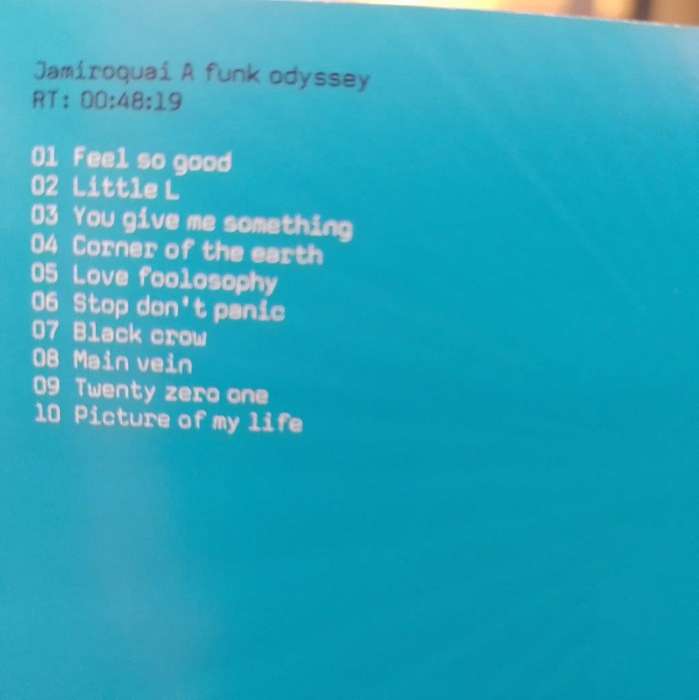 Jamiroquai A funk odyssey
RT: 00:48:19
01 Feel so good
02 Little L
03 You give me something
04 Corner of the earth
05 Love foolosophy
06 Stop don't panic
07 Black crow
08 Main vein
09 Twenty zero one
10 Picture of my life